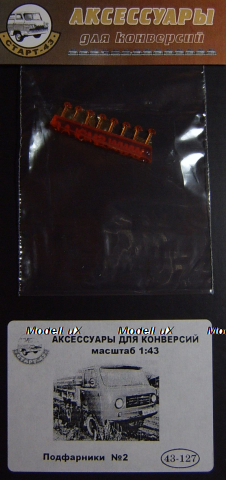 АКСЕССУАРЫ
для конверсий
СТАРТ-43
Modell uX Modell uX Mo
АКСЕССУАРЫ ДЛЯ КОНВЕРСИЙ
масштаб 1:43
Подфарники №2
43-127